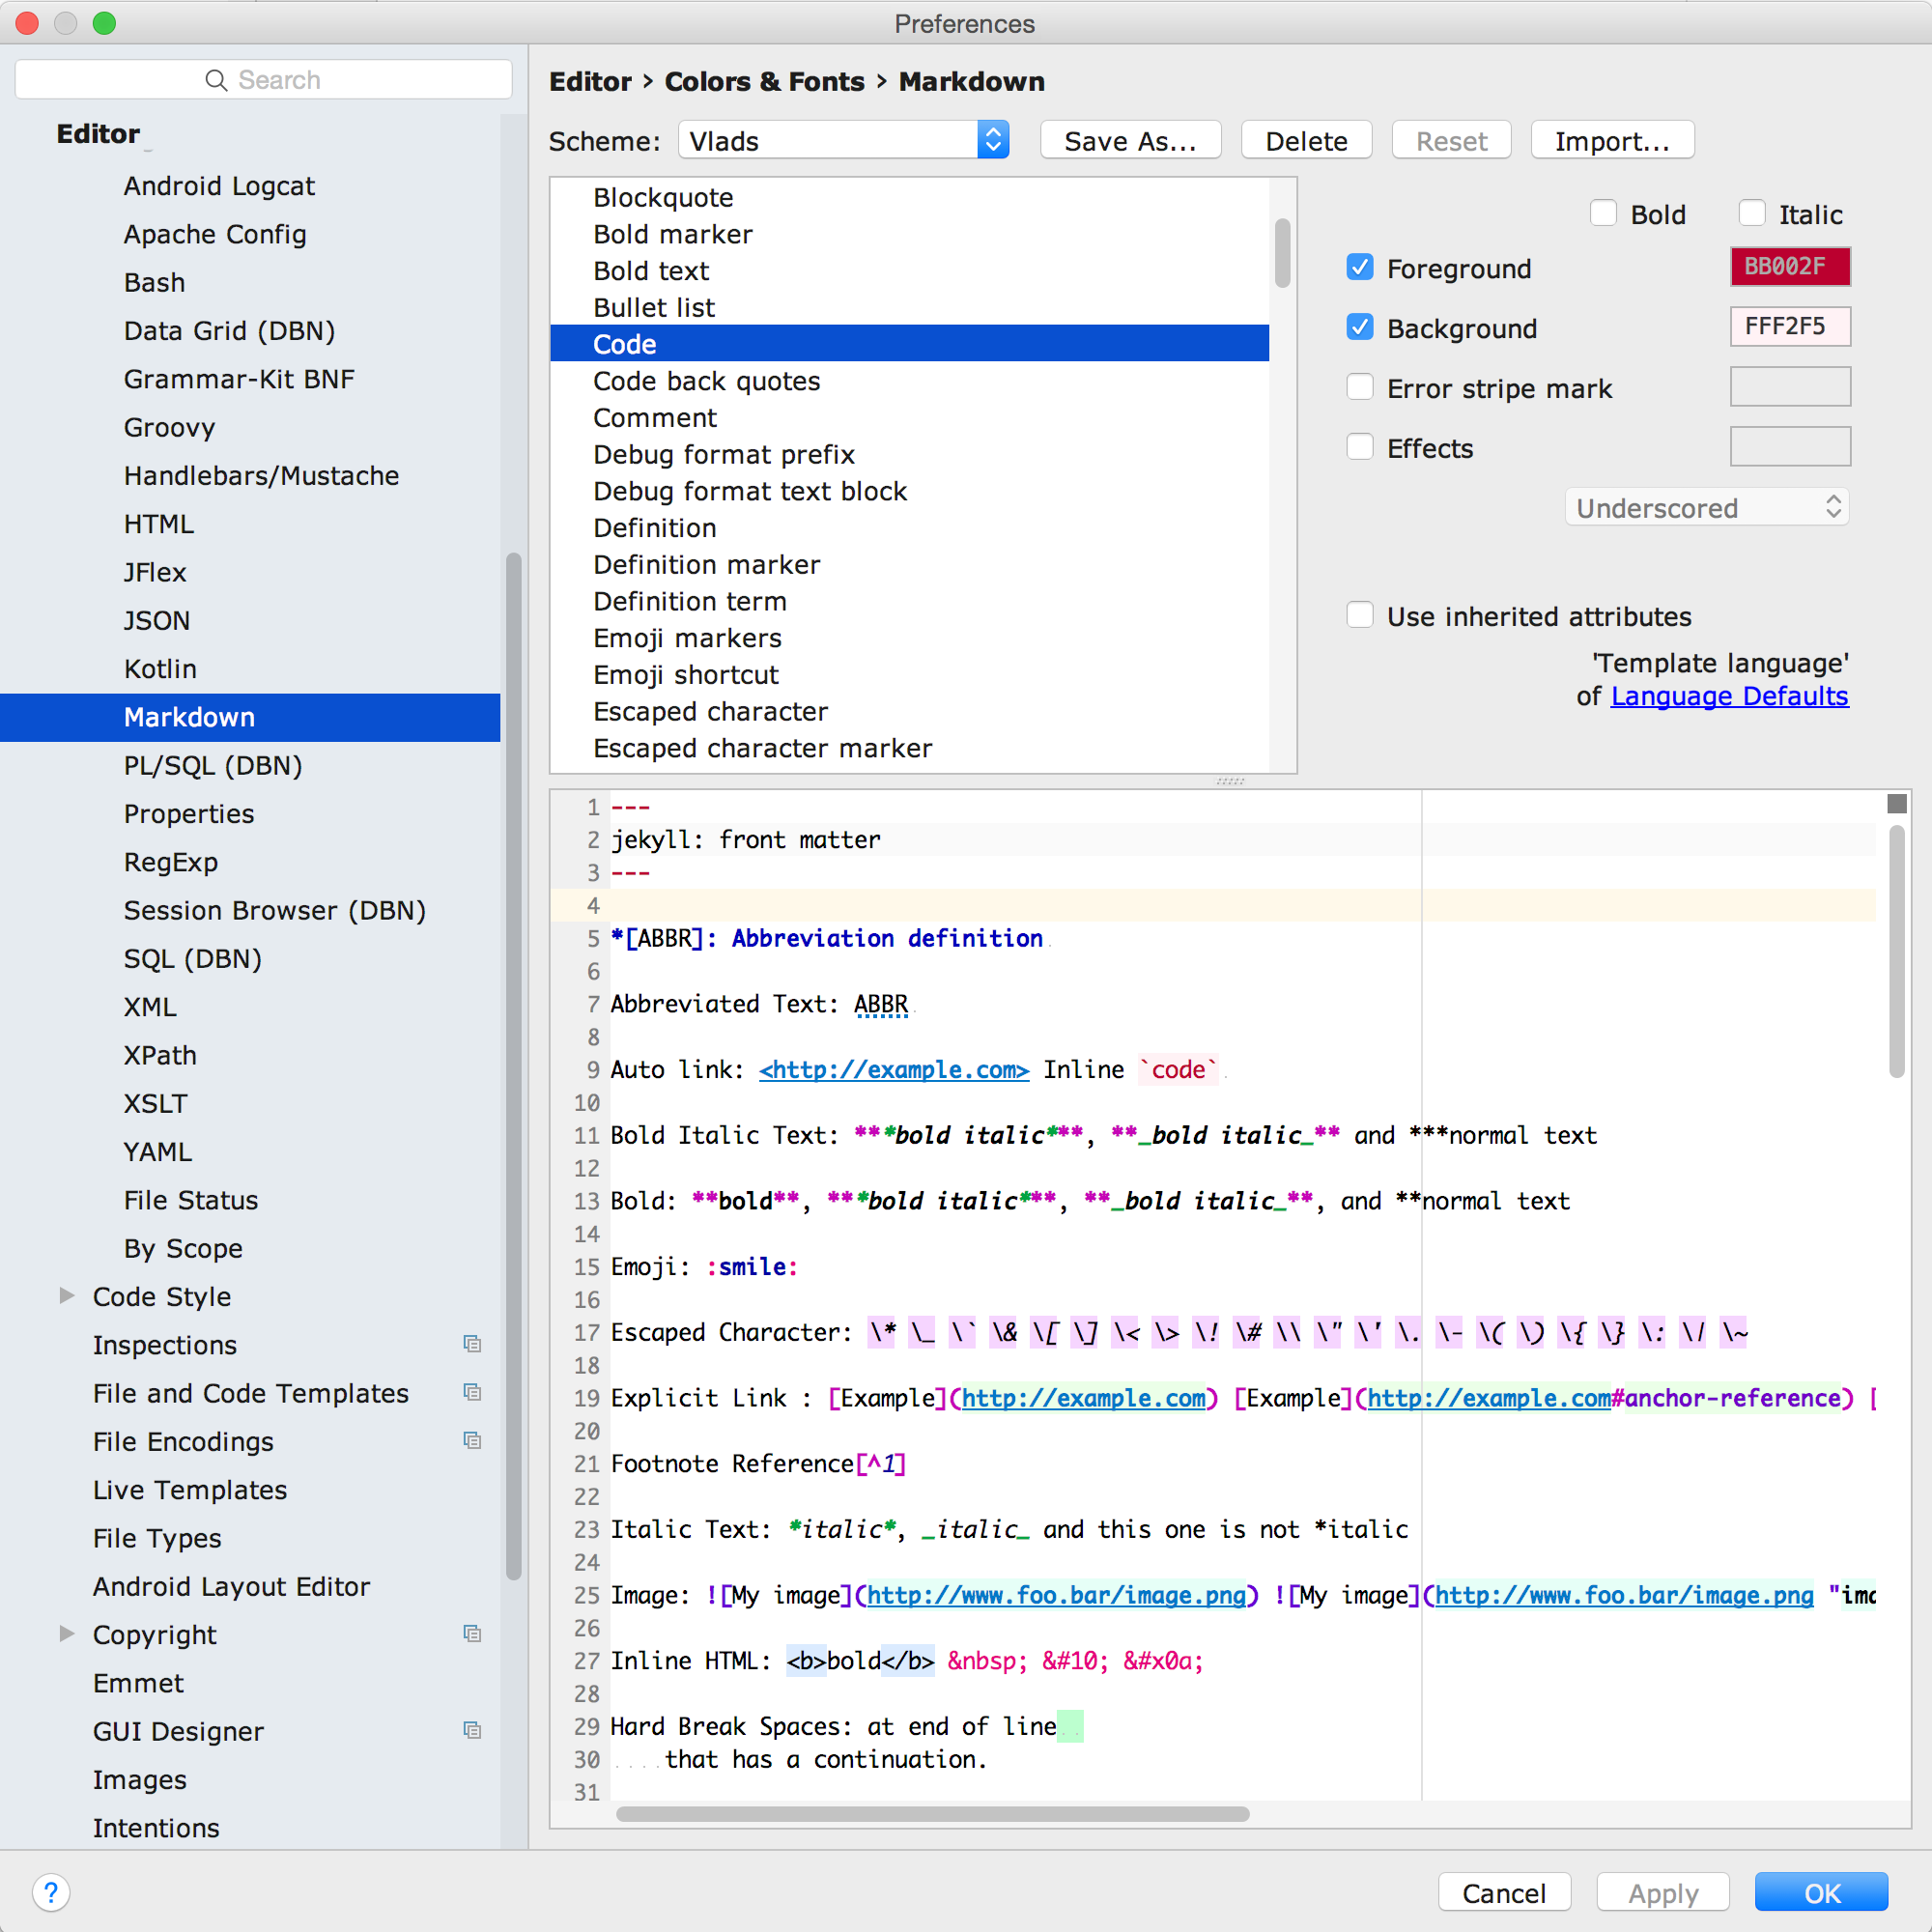 Preferences
Search
Editor
Android Logcat
Apache Config
Bash
Data Grid (DBN)
Grammar-Kit BNF
Groovy
Handlebars/Mustache
HTML
JFlex
JSON
Kotlin
Markdown
PL/SQL (DBN)
Properties
RegExp
Session Browser (DBN)
SQL (DBN)
XML
XPath
XSLT
YAML
File Status
By Scope
Code Style
Inspections
File and Code Templates
File Encodings
Live Templates
File Types
Android Layout Editor
Copyright
Emmet
GUI Designer
Images
Intentions
Editor › Colors & Fonts › Markdown
Scheme: Vlads Save As... Delete Reset Import...
Blockquote
Bold marker
Bold text
Bullet list
Code
Code back quotes
Comment
Debug format prefix
Debug format text block
Definition
Definition marker
Definition term
Emoji markers
Emoji shortcut
Escaped character
Escaped character marker
Bold Italic
Foreground BB002F
Background FFF2F5
Error stripe mark
Effects
Underscored
Use inherited attributes
'Template language'
of Language Defaults
1 ---
2 jekyll: front matter
3 ---
4
5 *[ABBR]: Abbreviation definition
6
7 Abbreviated Text: ABBR
8
9 Auto link: <http://example.com> Inline `code`
10
11 Bold Italic Text: ***bold italic***, **_bold italic_** and ***normal text
12
13 Bold: **bold**, ***bold italic***, **_bold italic_**, and **normal text
14
15 Emoji: :smile:
16
17 Escaped Character: \* \_ \` \& \[ \] \< \> \! \# \\ \" \' \. \- \( \) \{ \} \: \| \~
18
19 Explicit Link : [Example](http://example.com) [Example](http://example.com#anchor-reference) [
20
21 Footnote Reference[^1]
22
23 Italic Text: *italic*, _italic_ and this one is not *italic
24
25 Image: ![My image](http://www.foo.bar/image.png) ![My image](http://www.foo.bar/image.png "ima
26
27 Inline HTML: <b>bold</b> &nbsp; &#10; &#x0a;
28
29 Hard Break Spaces: at end of line
30 that has a continuation.
31
? Cancel Apply OK